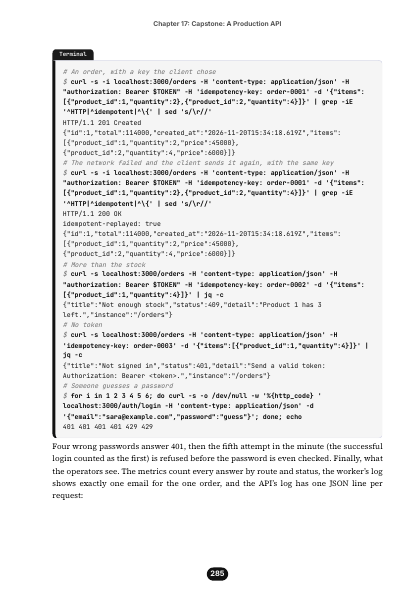 Chapter 17: Capstone: A Production API
Terminal
# An order, with a key the client chose
$ curl -s -i localhost:3000/orders -H 'content-type: application/json' -H
"authorization: Bearer $TOKEN" -H 'idempotency-key: order-0001' -d '{"items":
[{"product_id":1,"quantity":2},{"product_id":2,"quantity":4}]}' | grep -iE
'^HTTP|^idempotent|^\{' | sed 's/\r//'
HTTP/1.1 201 Created
{"id":1,"total":114000,"created_at":"2026-11-20T15:34:18.619Z","items":
[{"product_id":1,"quantity":2,"price":45000},
{"product_id":2,"quantity":4,"price":6000}]}
# The network failed and the client sends it again, with the same key
$ curl -s -i localhost:3000/orders -H 'content-type: application/json' -H
"authorization: Bearer $TOKEN" -H 'idempotency-key: order-0001' -d '{"items":
[{"product_id":1,"quantity":2},{"product_id":2,"quantity":4}]}' | grep -iE
'^HTTP|^idempotent|^\{' | sed 's/\r//'
HTTP/1.1 200 OK
idempotent-replayed: true
{"id":1,"total":114000,"created_at":"2026-11-20T15:34:18.619Z","items":
[{"product_id":1,"quantity":2,"price":45000},
{"product_id":2,"quantity":4,"price":6000}]}
# More than the stock
$ curl -s localhost:3000/orders -H 'content-type: application/json' -H
"authorization: Bearer $TOKEN" -H 'idempotency-key: order-0002' -d '{"items":
[{"product_id":1,"quantity":4}]}' | jq -c
{"title":"Not enough stock","status":409,"detail":"Product 1 has 3
left.","instance":"/orders"}
# No token
$ curl -s localhost:3000/orders -H 'content-type: application/json' -H
'idempotency-key: order-0003' -d '{"items":[{"product_id":1,"quantity":4}]}' |
jq -c
{"title":"Not signed in","status":401,"detail":"Send a valid token:
Authorization: Bearer <token>.","instance":"/orders"}
# Someone guesses a password
$ for i in 1 2 3 4 5 6; do curl -s -o /dev/null -w '%{http_code} '
localhost:3000/auth/login -H 'content-type: application/json' -d
'{"email":"sara@example.com","password":"guess"}'; done; echo
401 401 401 401 429 429
Four wrong passwords answer 401, then the fifth attempt in the minute (the successful
login counted as the first) is refused before the password is even checked. Finally, what
the operators see. The metrics count every answer by route and status, the worker's log
shows exactly one email for the one order, and the API's log has one JSON line per
request:
285